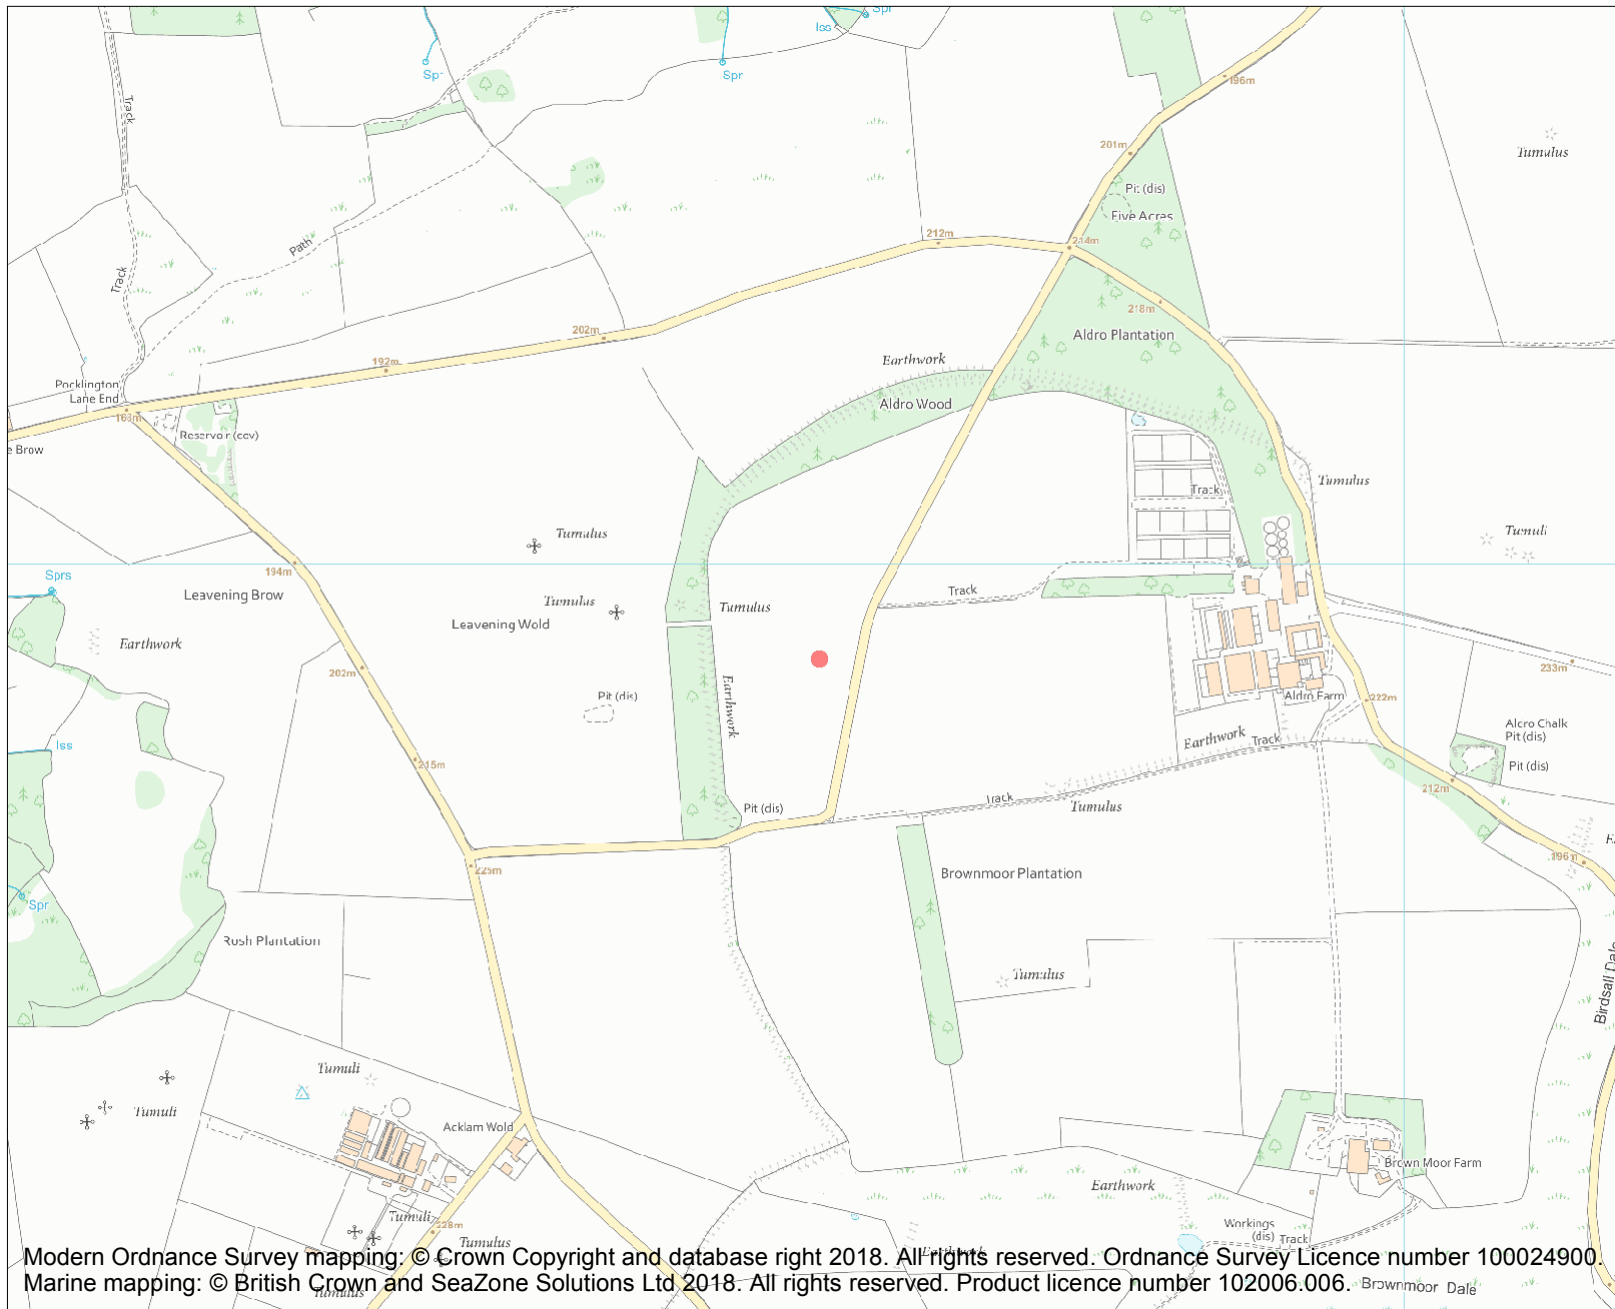 Spr
Iss
Spr
Spr
196m
Track
201m
Tumulus
Pit (dis)
Five Acres
Path
212m
214m
Track
218m
202m
Aldro Plantation
192m
Earthwork
Pocklington
Lane End
Aldro Wood
163m
Reservoir (cov)
e Brow
Tumulus
Track
Tumulus
Tumuli
194m
Sprs
Leavening Brow
Track
Tumulus
Tumulus
Leavening Wold
Earthwork
202m
233m
Pit (dis)
Earthwork
Aldro Farm
222m
Aldro Chalk
Pit (dis)
Iss
Earthwork
Track
215m
Pit (dis)
212m
Track
Pit (dis)
Tumulus
225m
196m
Brownmoor Plantation
Spr
Rush Plantation
Tumulus
Birdsall Dale
Tumuli
Tumuli
Acklam Wold
Brown Moor Farm
Earthwork
Tumuli
228m
Workings
(dis)
Track
Tumulus
Earthwork
Modern Ordnance Survey mapping: © Crown Copyright and database right 2018. All rights reserved. Ordnance Survey Licence number 100024900.
Marine mapping: © British Crown and SeaZone Solutions Ltd 2018. All rights reserved. Product licence number 102006.006.
Brownmoor Dale
Tumulus